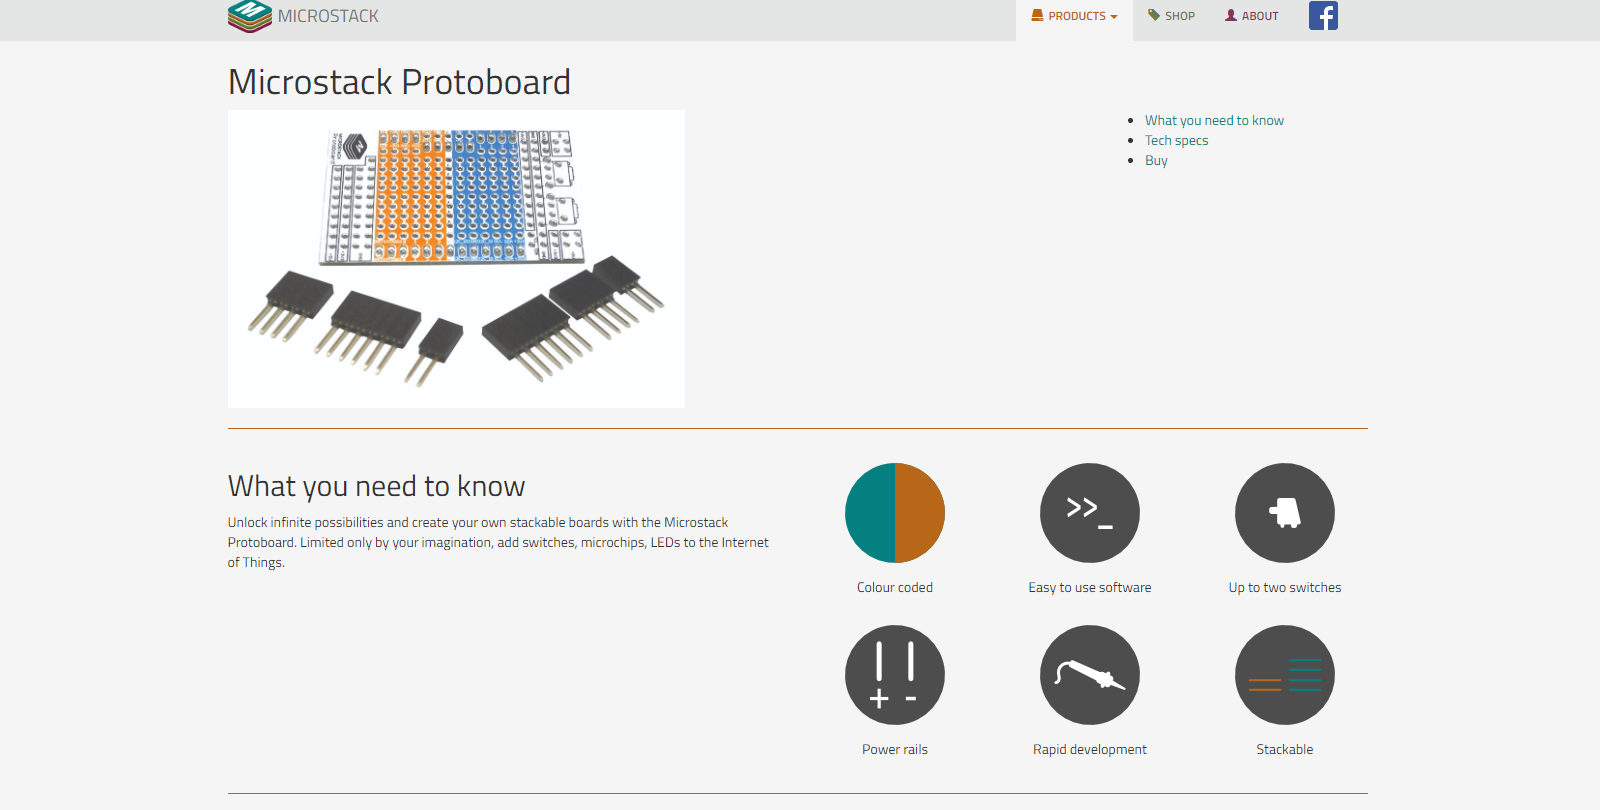 MICROSTACK
PRODUCTS
SHOP
ABOUT
Microstack Protoboard
What you need to know
Tech specs
Buy
What you need to know
Unlock infinite possibilities and create your own stackable boards with the Microstack
Protoboard. Limited only by your imagination, add switches, microchips, LEDs to the Internet
of Things.
Colour coded
Easy to use software
Up to two switches
Power rails
Rapid development
Stackable